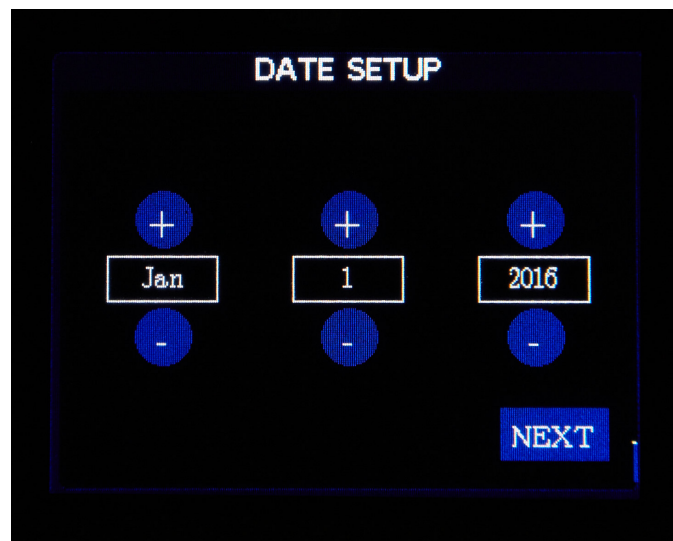 DATE SETUP
+ + +
Jan 1 2016
- - -
NEXT